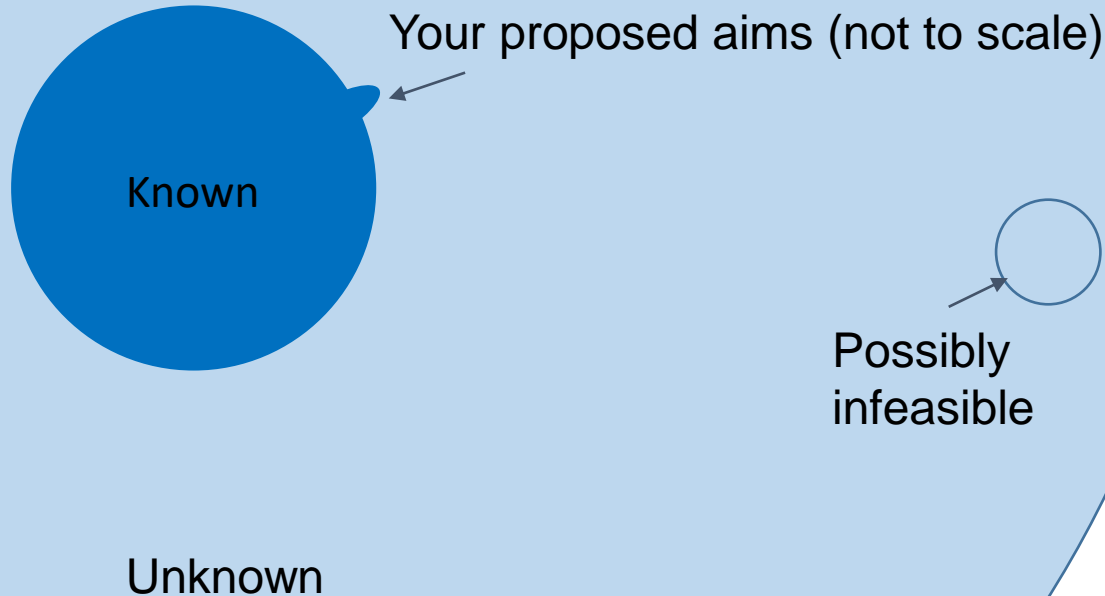 Your proposed aims (not to scale)
Known
Possibly
infeasible
Unknown